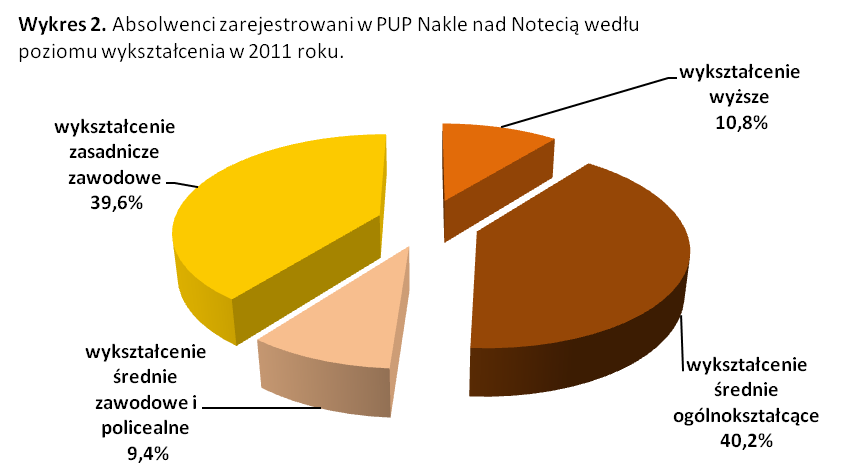 Wykres 2. Absolwenci zarejestrowani w PUP Nakle nad Notecią wedłu
poziomu wykształcenia w 2011 roku.
wykształcenie
wyższe
10,8%
wykształcenie
zasadnicze
zawodowe
39,6%
wykształcenie
średnie
zawodowe i
policealne
9,4%
wykształcenie
średnie
ogólnokształcące
40,2%